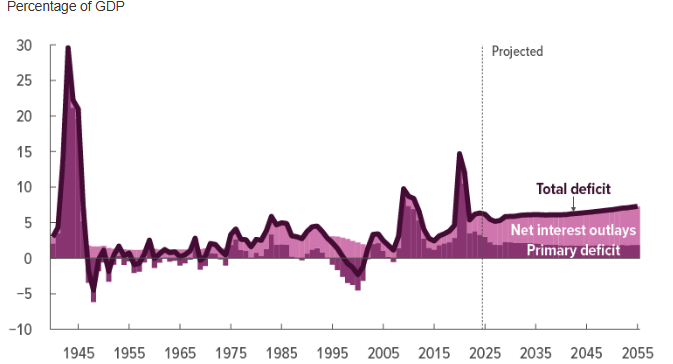 Percentage of GDP
30
Projected
25
20
15
10
Total deficit
5
Net interest outlays
Primary deficit
0
−5
−10
1945 1955 1965 1975 1985 1995 2005 2015 2025 2035 2045 2055